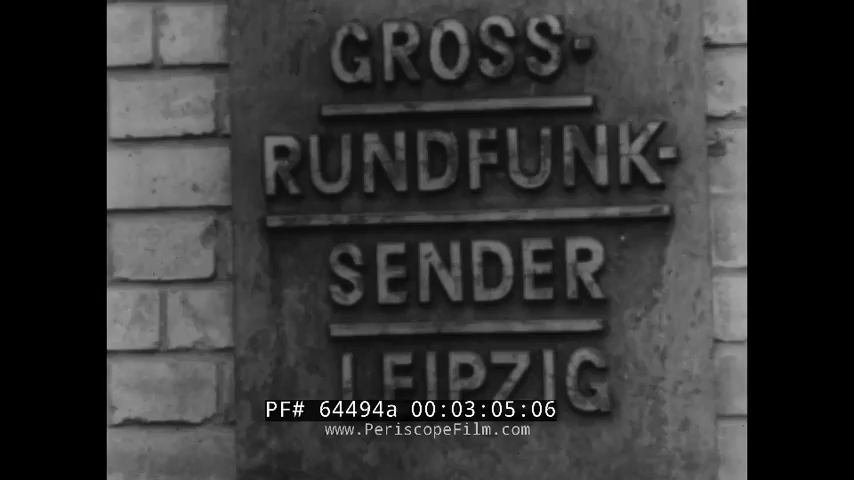 GROSS-
RUNDFUNK-
SENDER
LEIPZIG
PF# 64494a 00:03:05:06
www.PeriscopeFilm.com